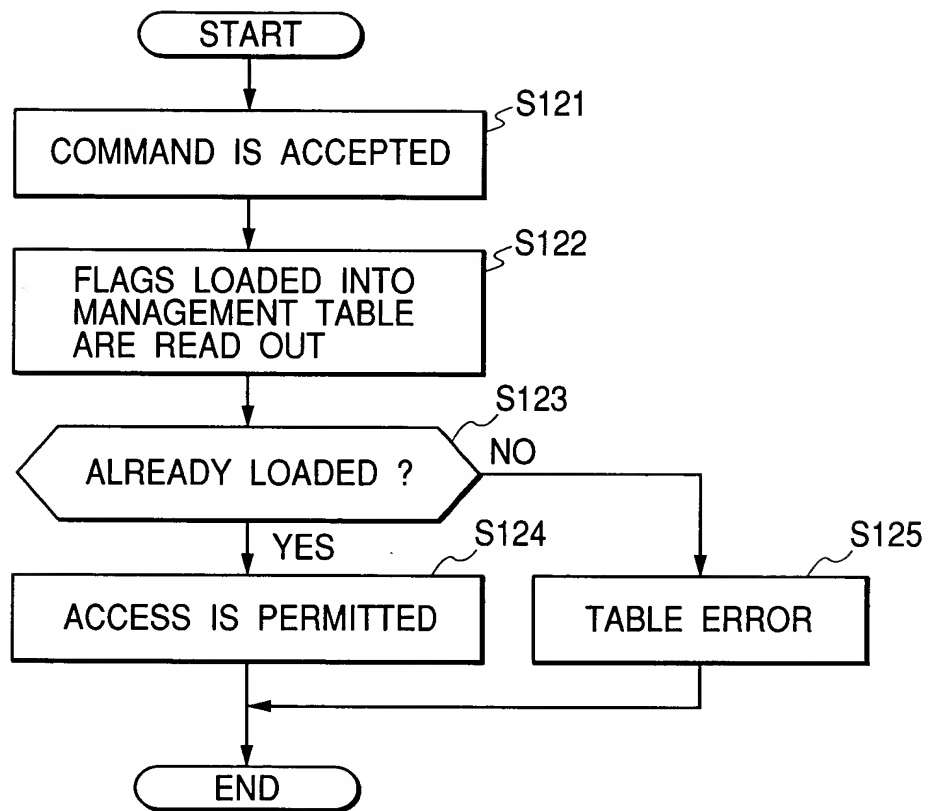 START
S121
COMMAND IS ACCEPTED
S122
FLAGS LOADED INTO
MANAGEMENT TABLE
ARE READ OUT
S123
ALREADY LOADED ?
NO
YES
S124
S125
ACCESS IS PERMITTED
TABLE ERROR
END